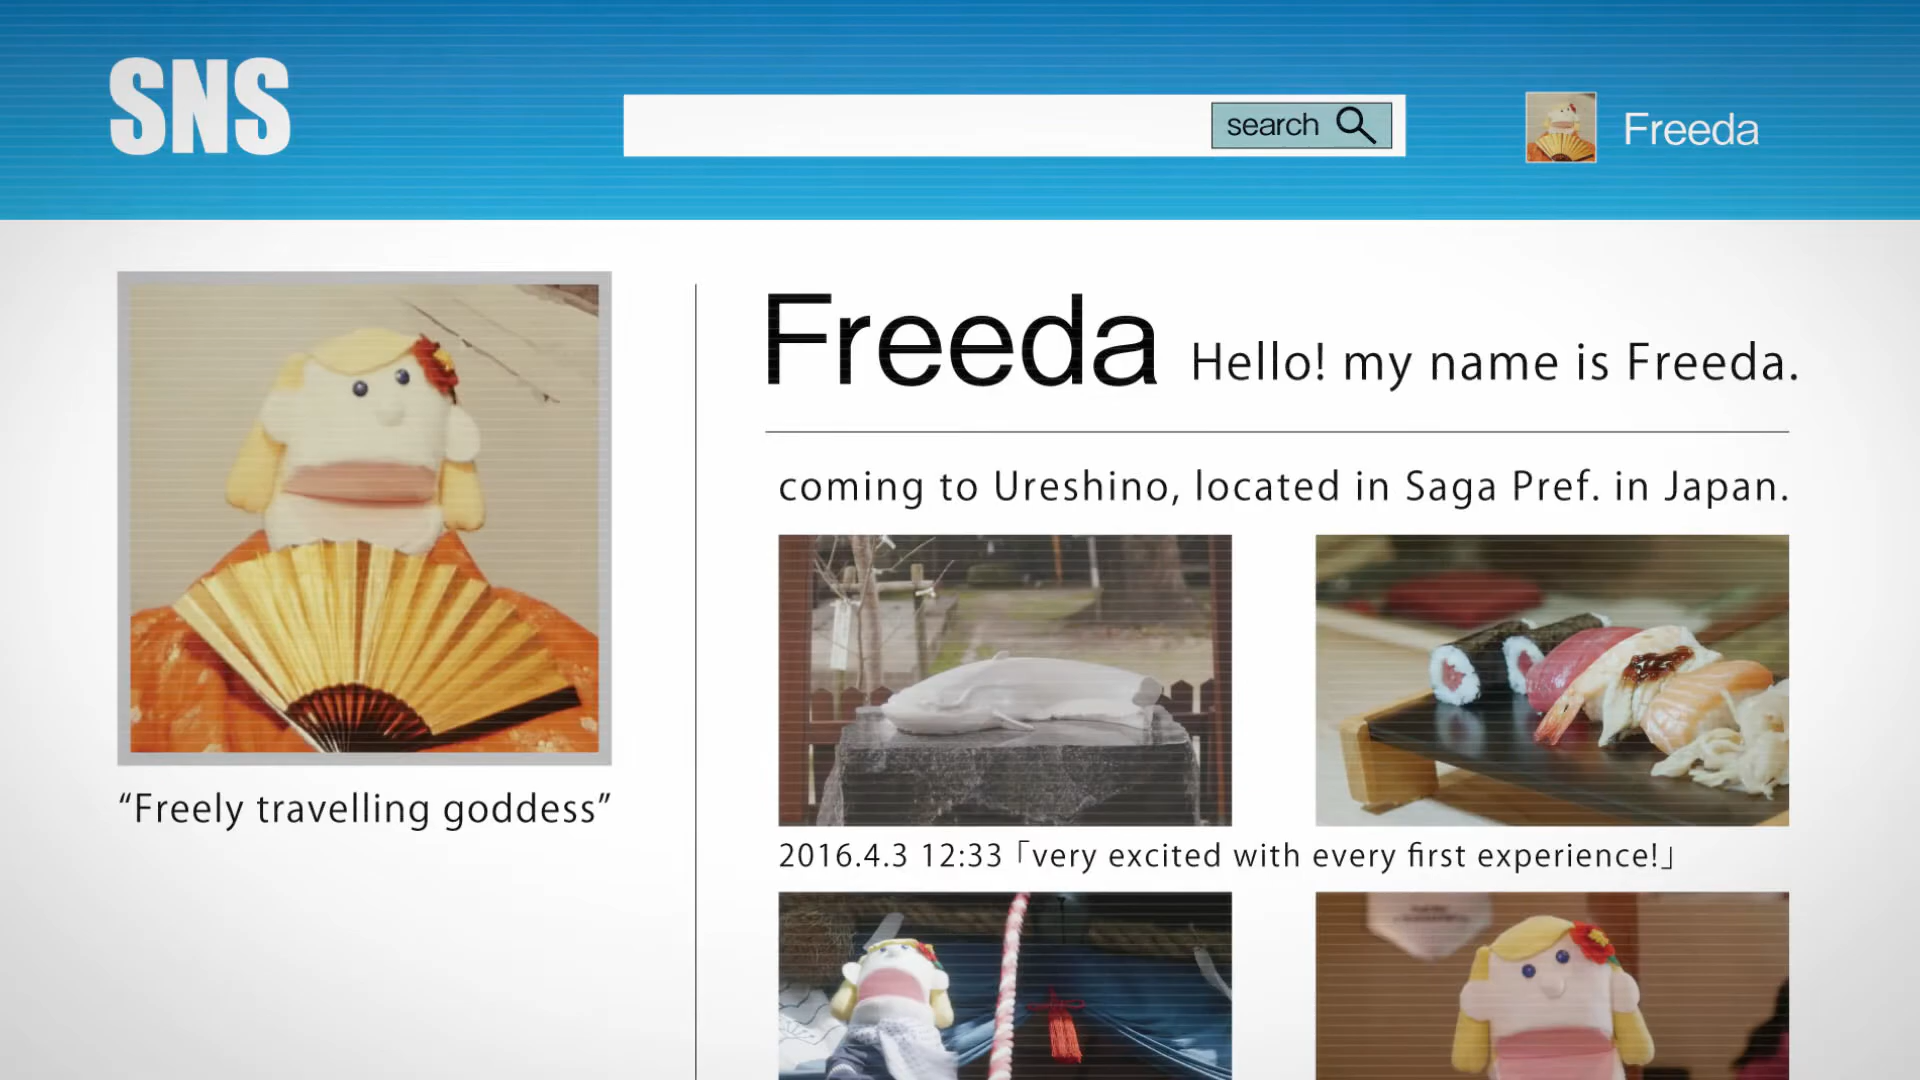 SNS
search
Freeda
Freeda
Hello! my name is Freeda.
coming to Ureshino, located in Saga Pref. in Japan.
“Freely travelling goddess”
2016.4.3 12:33「very excited with every first experience!」